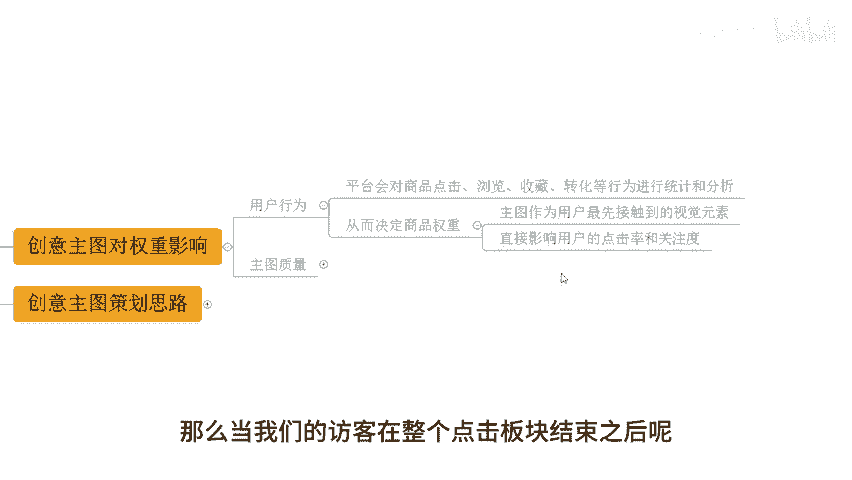 平台会对商品点击、浏览、收藏、转化等行为进行统计和分析
用户行为
主图作为用户最先接触到的视觉元素
从而决定商品权重
直接影响用户的点击率和关注度
创意主图对权重影响
主图质量
创意主图策划思路
那么当我们的访客在整个点击板块结束之后呢